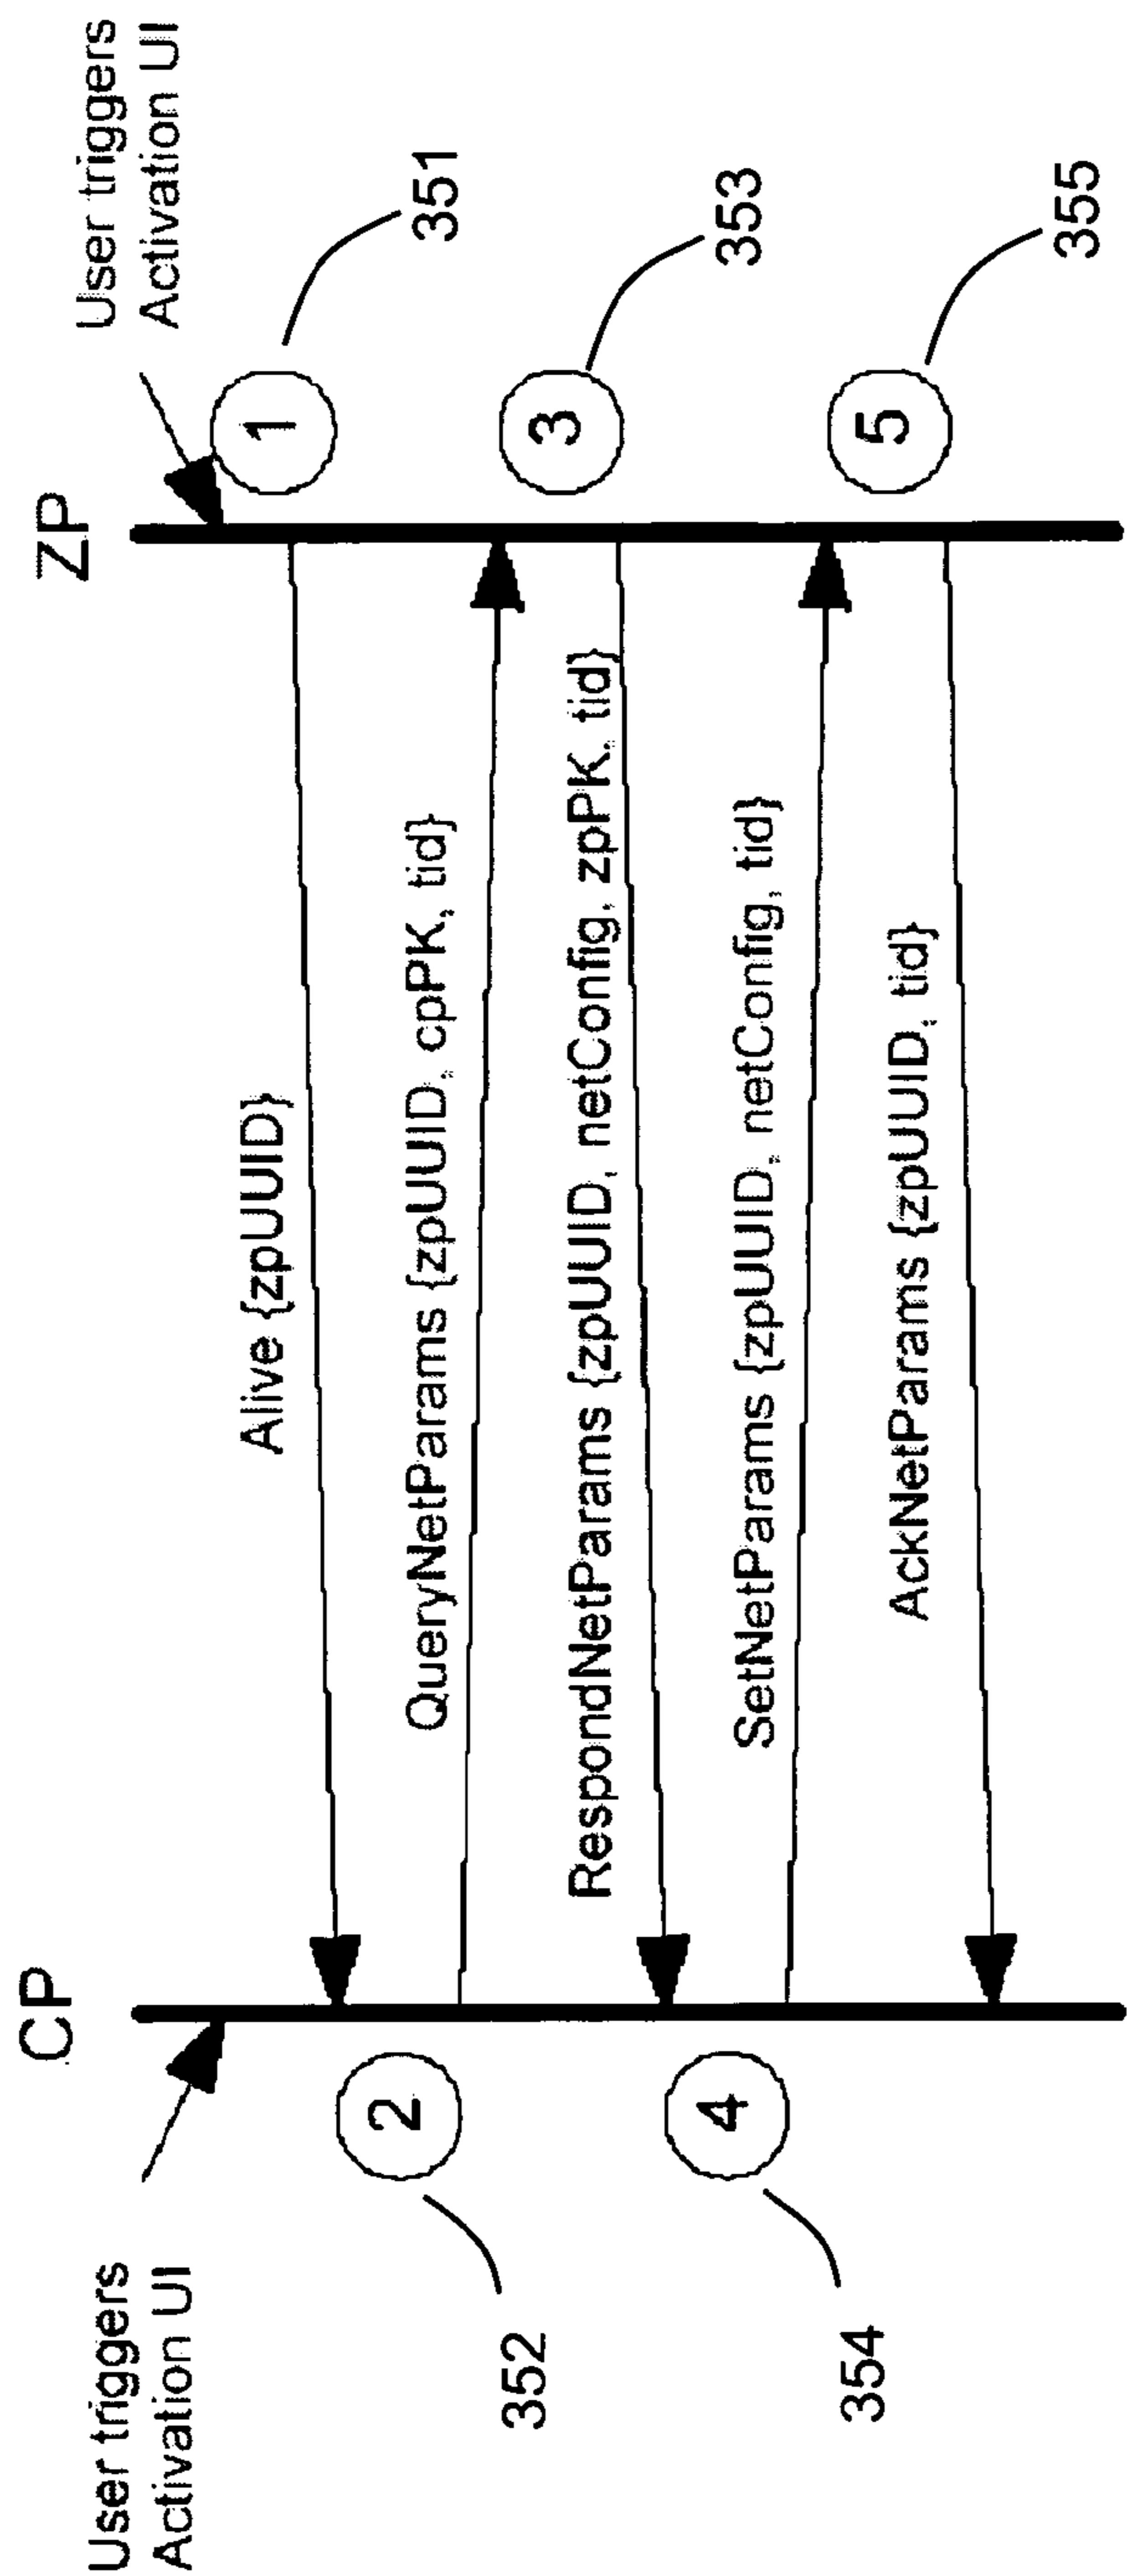 User triggers
Activation UI
CP
ZP
User triggers
Activation UI
1
351
Alive {zpUUID}
2
352
QueryNetParams {zpUUID, cpPK, tid}
3
353
RespondNetParams {zpUUID, netConfig, zpPK, tid}
4
354
SetNetParams {zpUUID, netConfig, tid}
5
355
AckNetParams {zpUUID, tid}